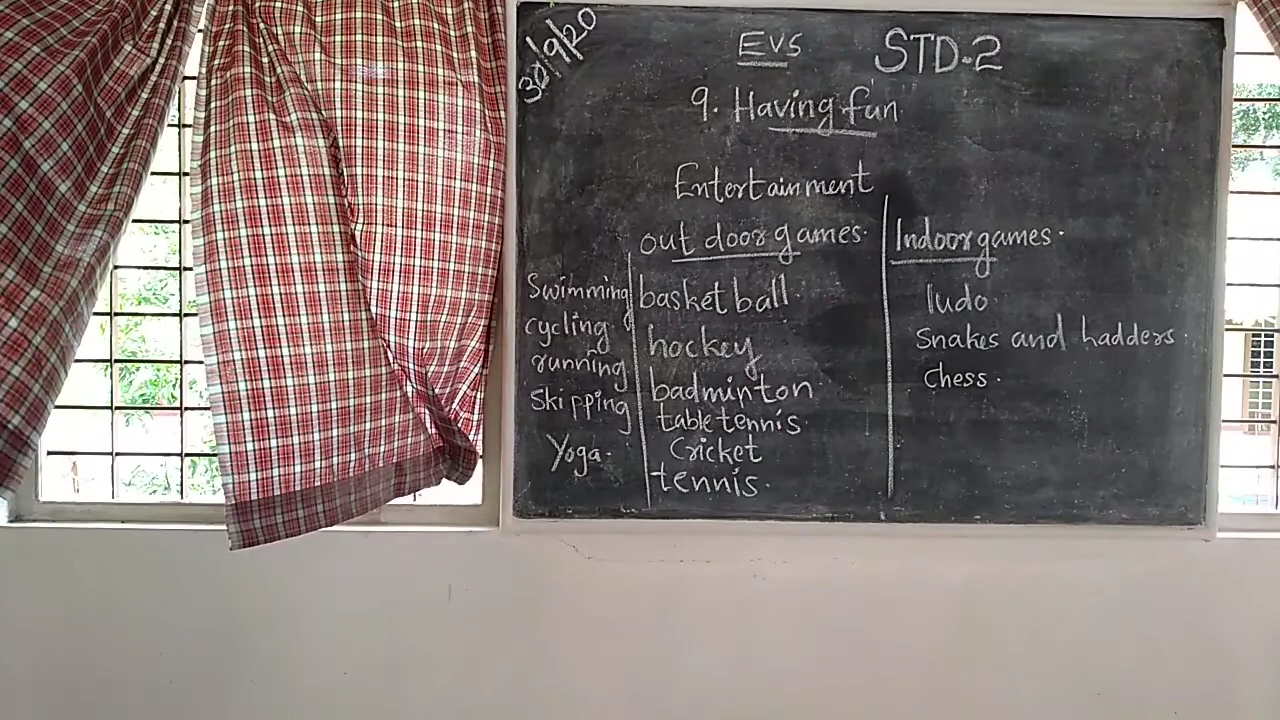 30/9/20
EVS
STD.2
9. Having fun
Entertainment
out door games.
Indoor games.
Swimming
cycling.
running
Skipping
Yoga.
basket ball.
hockey
badminton
table tennis.
Cricket
tennis.
ludo.
Snakes and hadders.
Chess.